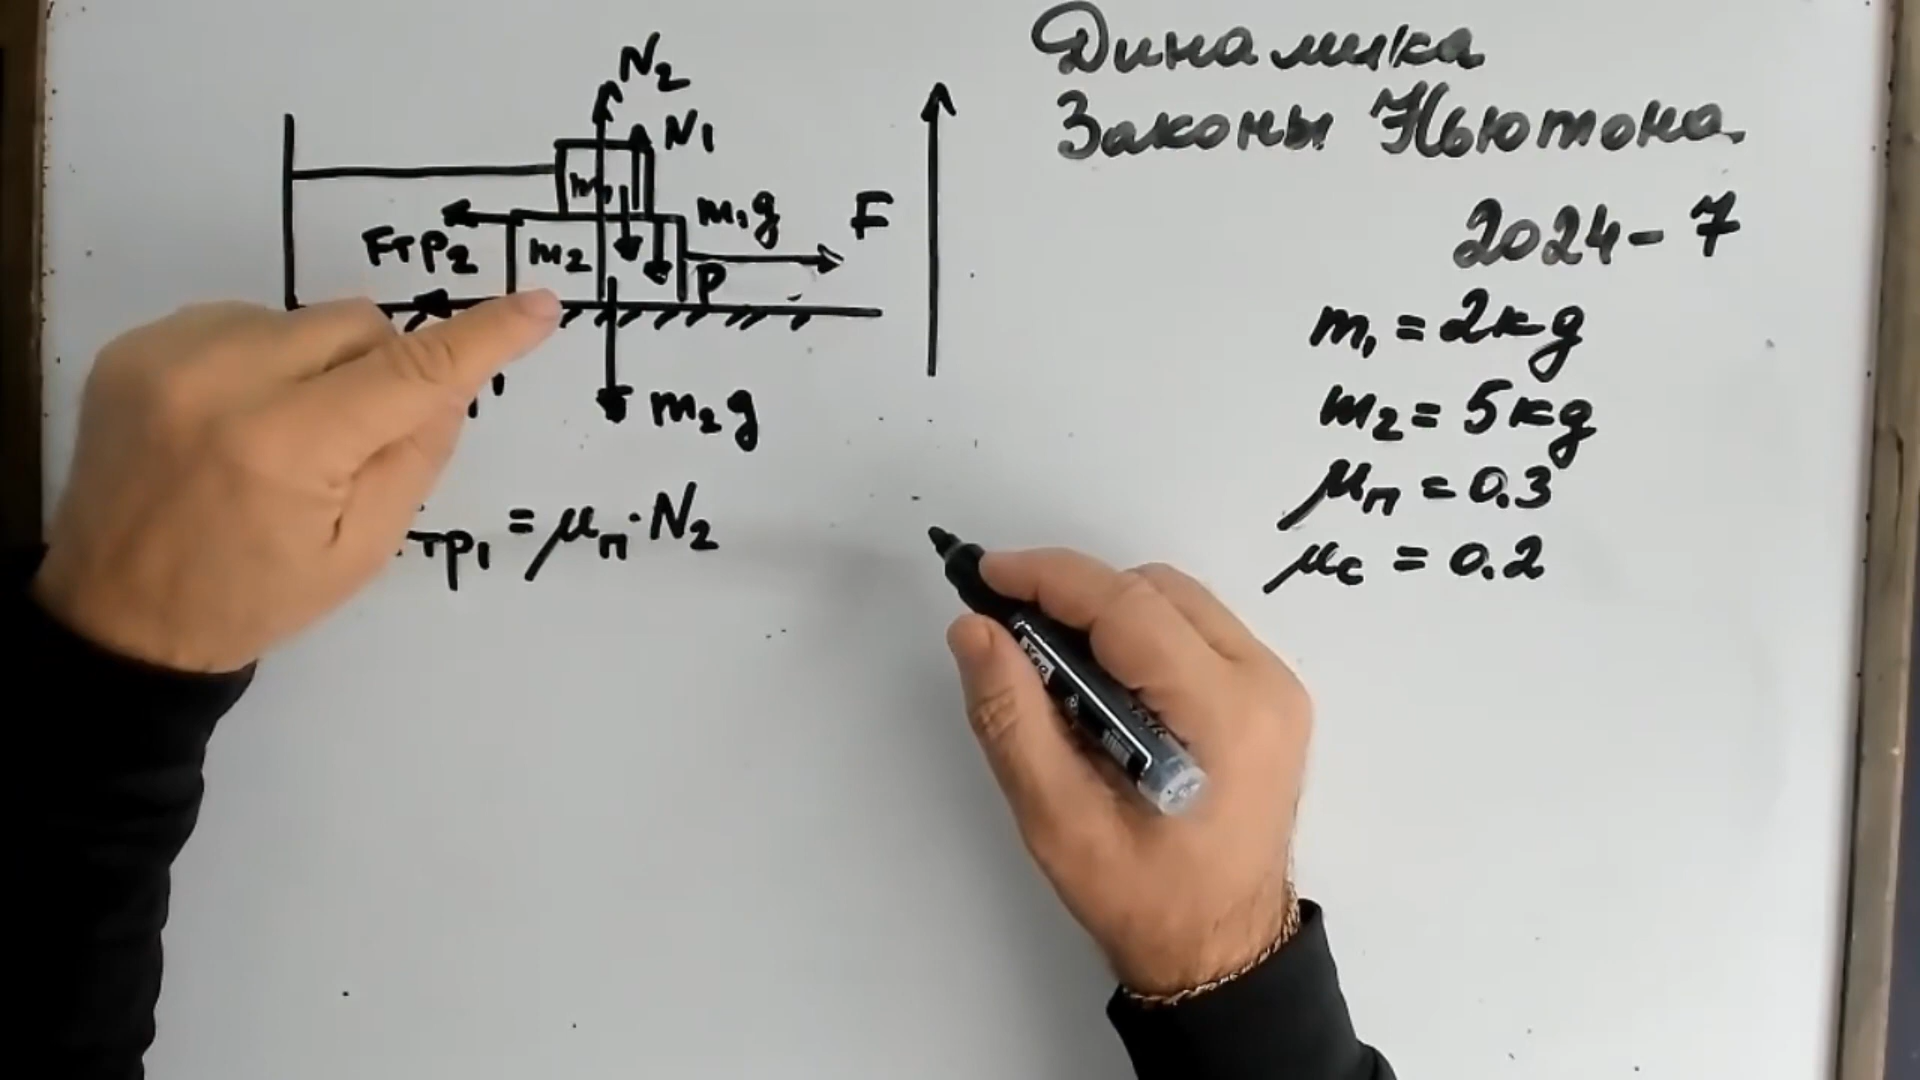 Динамика
Законы Ньютона
2024-7
m₁ = 2кg
m₂ = 5кg
μп = 0.3
μс = 0.2
N₂
N₁
m₁
m₁g
F
Fтр₂
m₂
P
m₂g
тр₁ = μп · N₂